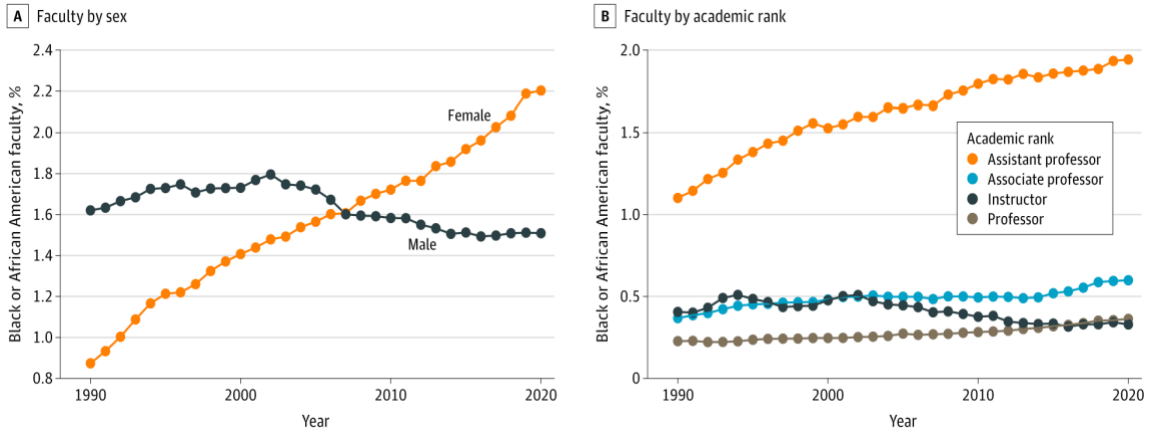 A Faculty by sex
Black or African American faculty, %
2.4
2.2
2.0
1.8
1.6
1.4
1.2
1.0
0.8
Female
Male
1990 2000 2010 2020
Year
B Faculty by academic rank
Black or African American faculty, %
2.0
1.5
1.0
0.5
0
Academic rank
Assistant professor
Associate professor
Instructor
Professor
1990 2000 2010 2020
Year